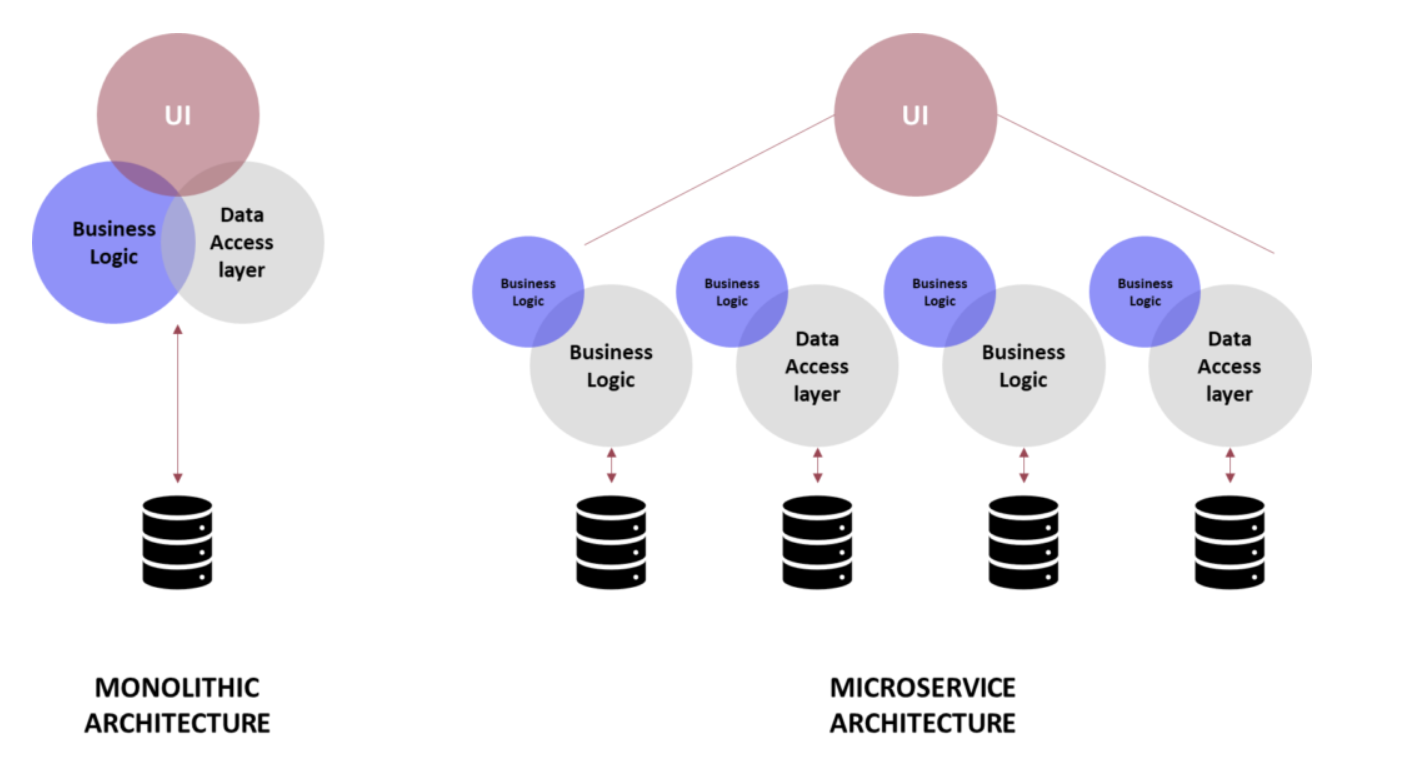 UI
Business
Logic
Data
Access
layer
MONOLITHIC
ARCHITECTURE
UI
Business
Logic
Business
Logic
Business
Logic
Data
Access
layer
Business
Logic
Business
Logic
Business
Logic
Data
Access
layer
MICROSERVICE
ARCHITECTURE